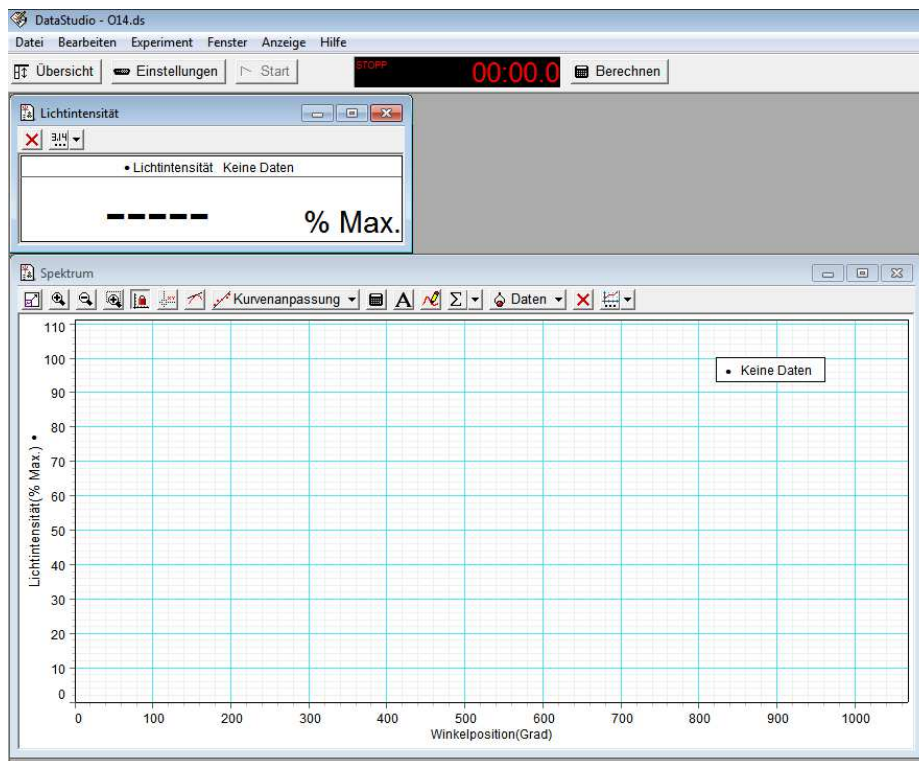 DataStudio - O14.ds
Datei Bearbeiten Experiment Fenster Anzeige Hilfe
Übersicht Einstellungen Start STOPP 00:00.0 Berechnen
Lichtintensität
3.14
• Lichtintensität Keine Daten
----- % Max.
Spektrum
Kurvenanpassung A Σ Daten
110
100
90
80
70
60
50
40
30
20
10
0
Lichtintensität(% Max.) •
• Keine Daten
0 100 200 300 400 500 600 700 800 900 1000
Winkelposition(Grad)